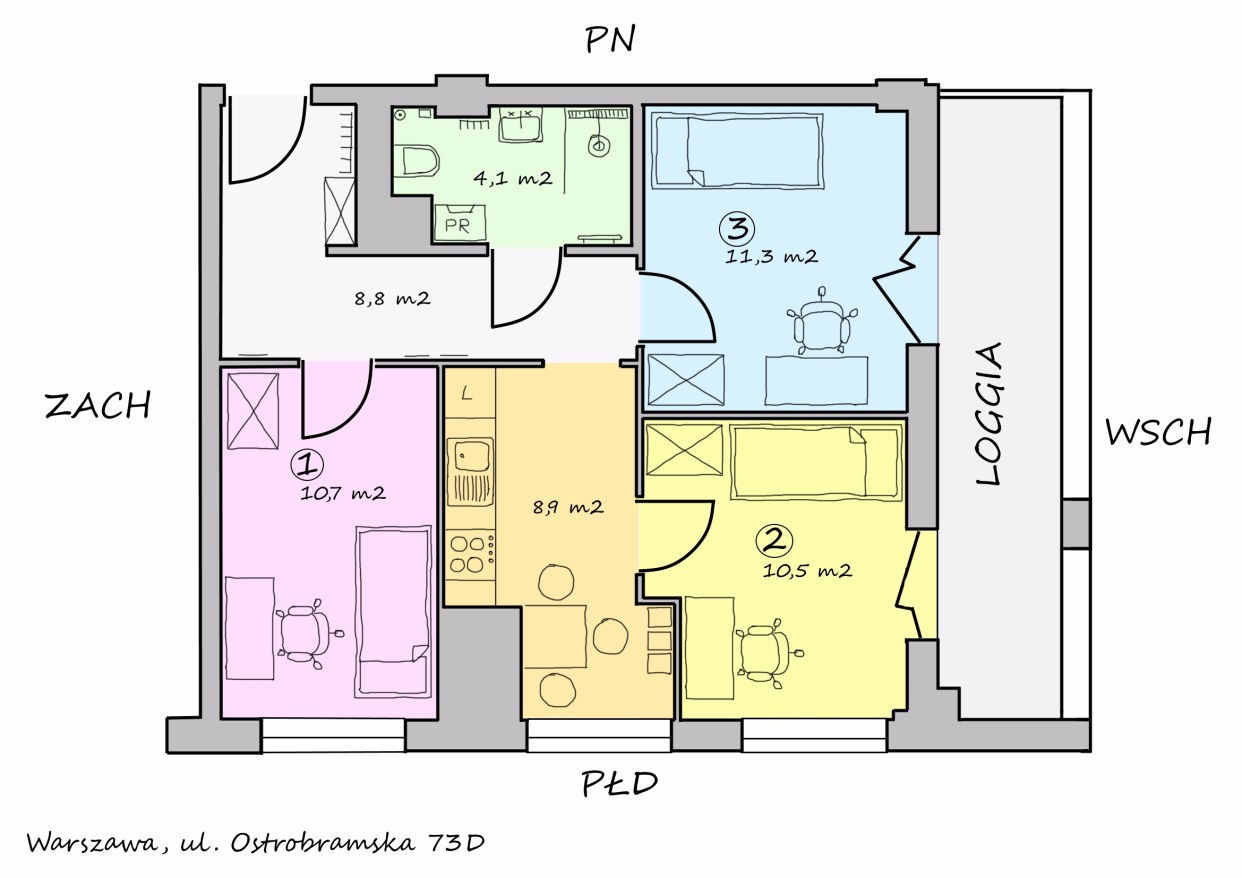 PN
4,1 m2
PR
3
11,3 m2
8,8 m2
ZACH
L
LOGGIA
WSCH
1
10,7 m2
8,9 m2
2
10,5 m2
PŁD
Warszawa, ul. Ostrobramska 73D